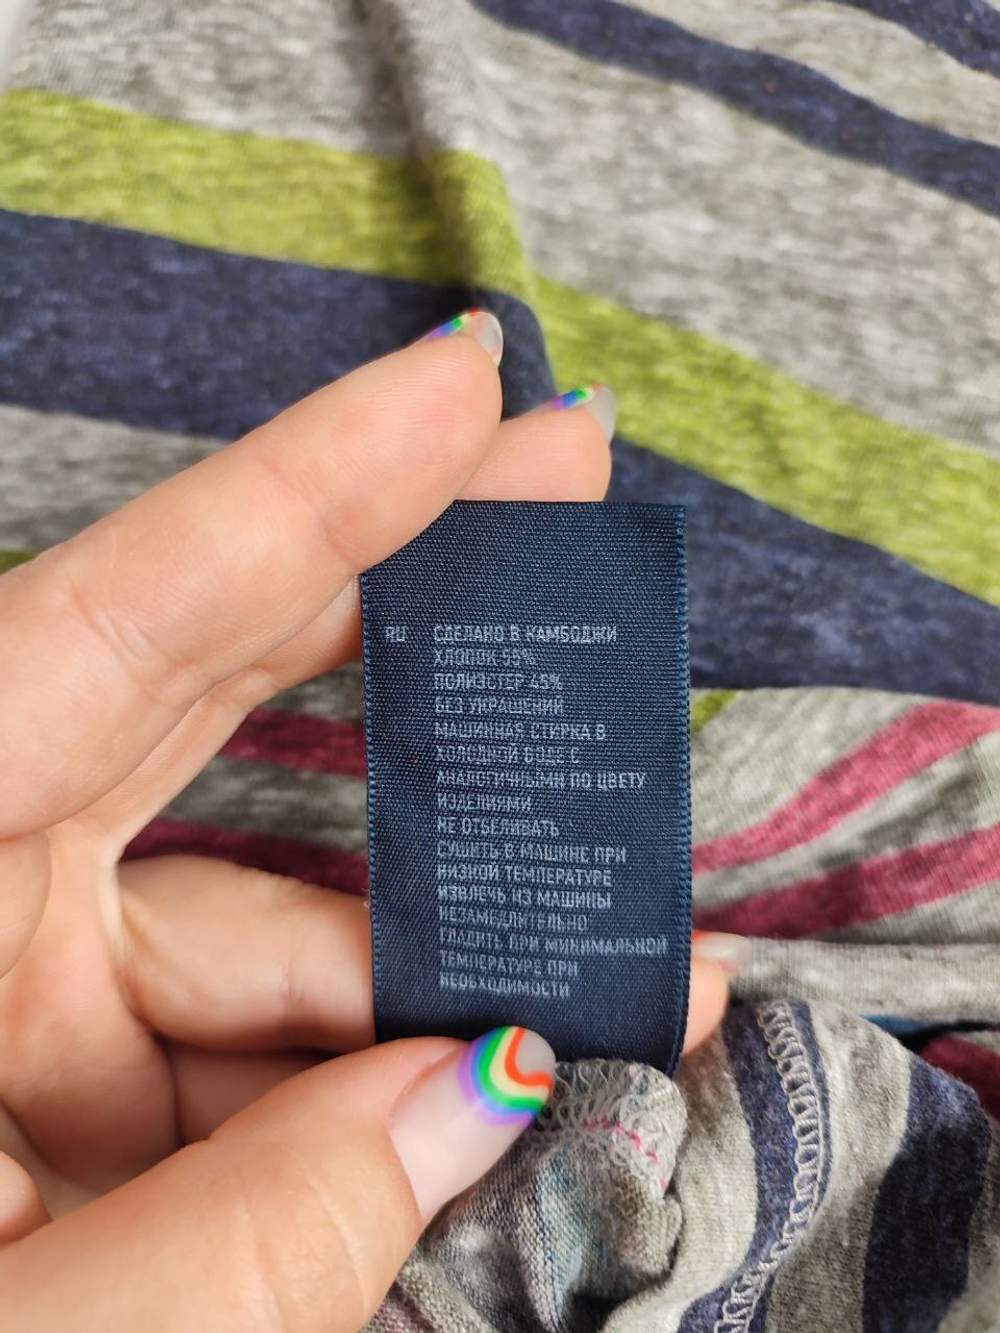 RU СДЕЛАНО В КАМБОДЖИ
ХЛОПОК 55%
ПОЛИЭСТЕР 45%
БЕЗ УКРАШЕНИЙ
МАШИННАЯ СТИРКА В
ХОЛОДНОЙ ВОДЕ С
АНАЛОГИЧНЫМИ ПО ЦВЕТУ
ИЗДЕЛИЯМИ
НЕ ОТБЕЛИВАТЬ
СУШИТЬ В МАШИНЕ ПРИ
НИЗКОЙ ТЕМПЕРАТУРЕ
ИЗВЛЕЧЬ ИЗ МАШИНЫ
НЕЗАМЕДЛИТЕЛЬНО
ГЛАДИТЬ ПРИ МИНИМАЛЬНОЙ
ТЕМПЕРАТУРЕ ПРИ
НЕОБХОДИМОСТИ